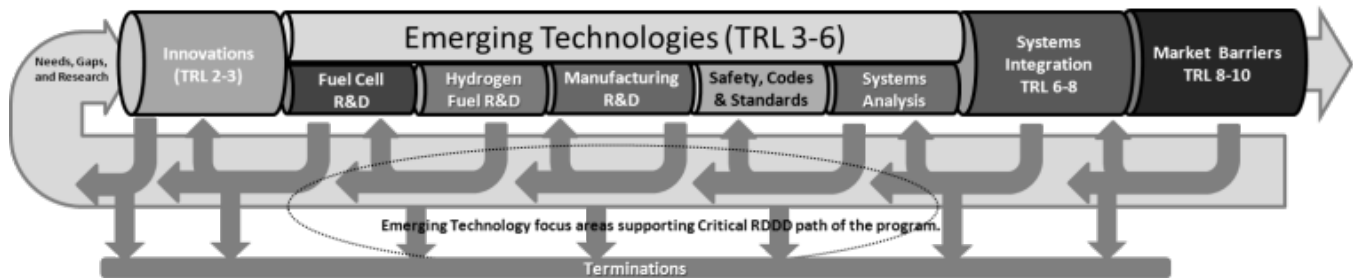 Needs, Gaps,
and Research
Innovations
(TRL 2-3)
Emerging Technologies (TRL 3-6)
Fuel Cell
R&D
Hydrogen
Fuel R&D
Manufacturing
R&D
Safety, Codes
& Standards
Systems
Analysis
Systems
Integration
TRL 6-8
Market Barriers
TRL 8-10
Emerging Technology focus areas supporting Critical RDDD path of the program.
Terminations